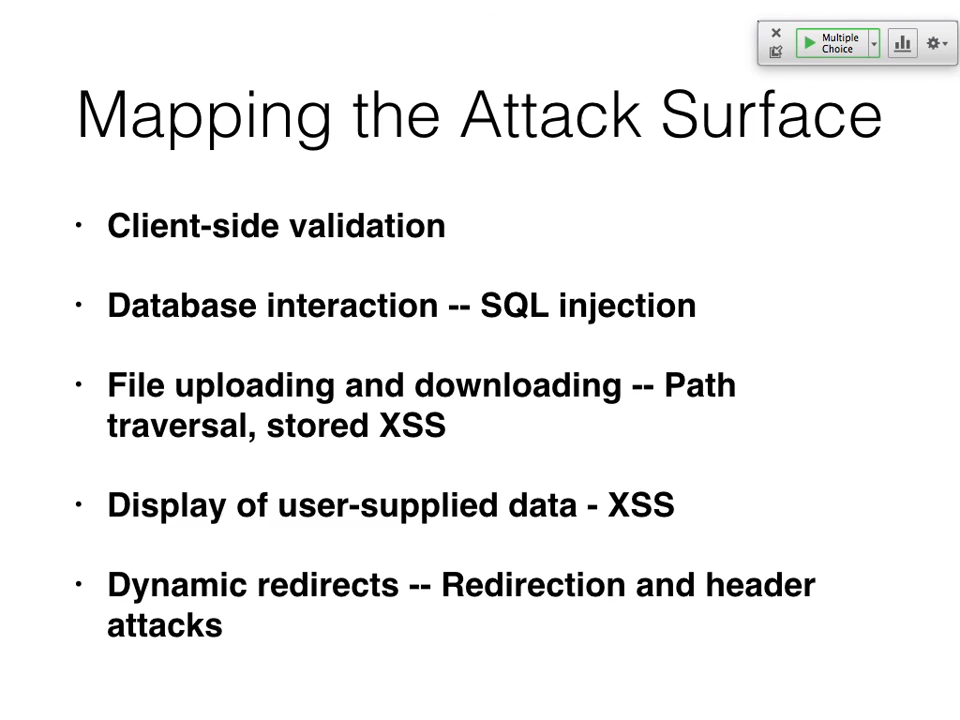 Multiple
Choice
Mapping the Attack Surface
• Client-side validation
• Database interaction -- SQL injection
• File uploading and downloading -- Path
traversal, stored XSS
• Display of user-supplied data - XSS
• Dynamic redirects -- Redirection and header
attacks